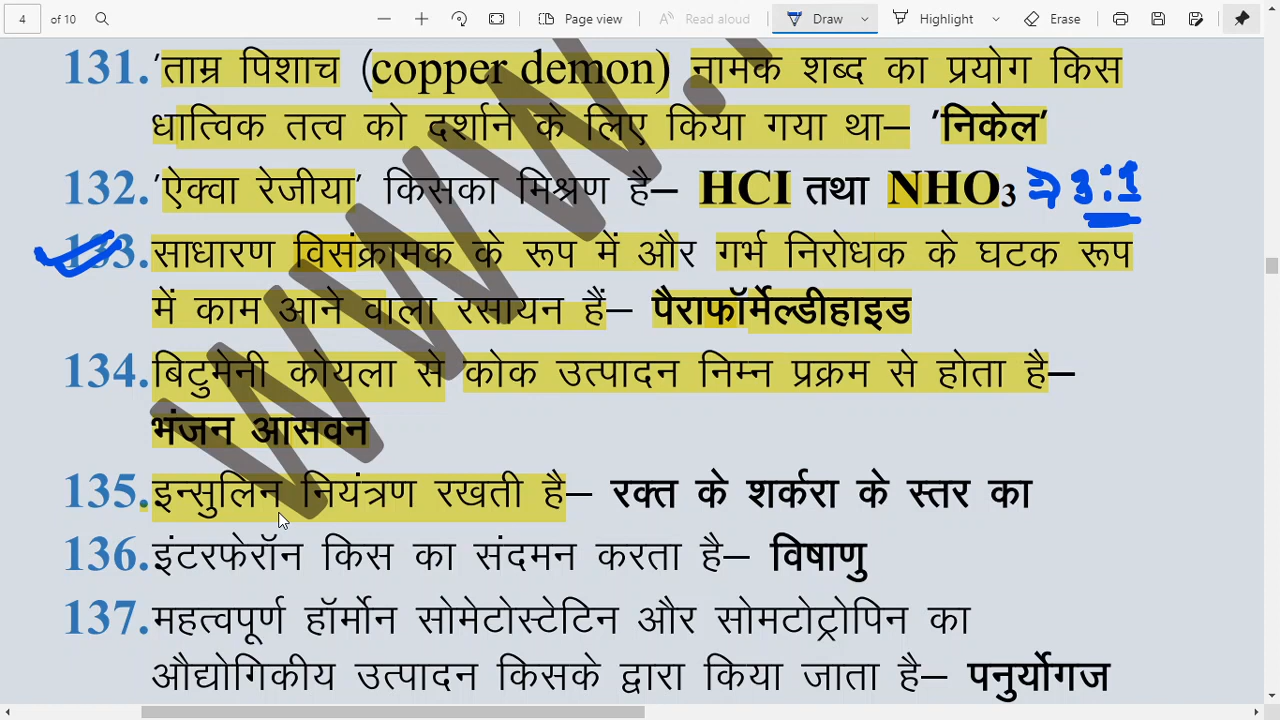 4 of 10 Page view Read aloud Draw Highlight Erase
131. 'ताम्र पिशाच (copper demon) नामक शब्द का प्रयोग किस
धात्विक तत्व को दर्शाने के लिए किया गया था– 'निकेल'
132. 'ऐक्वा रेजीया' किसका मिश्रण है– HCI तथा NHO₃ ⇒ 3:1
133. साधारण विसंक्रामक के रूप में और गर्भ निरोधक के घटक रूप
में काम आने वाला रसायन हैं– पैराफॉर्मेल्डीहाइड
134. बिटुमेनी कोयला से कोक उत्पादन निम्न प्रक्रम से होता है–
भंजन आसवन
135. इन्सुलिन नियंत्रण रखती है– रक्त के शर्करा के स्तर का
136. इंटरफेरॉन किस का संदमन करता है– विषाणु
137. महत्वपूर्ण हॉर्मोन सोमेटोस्टेटिन और सोमटोट्रोपिन का
औद्योगिकीय उत्पादन किसके द्वारा किया जाता है– पनुर्योगज
www.